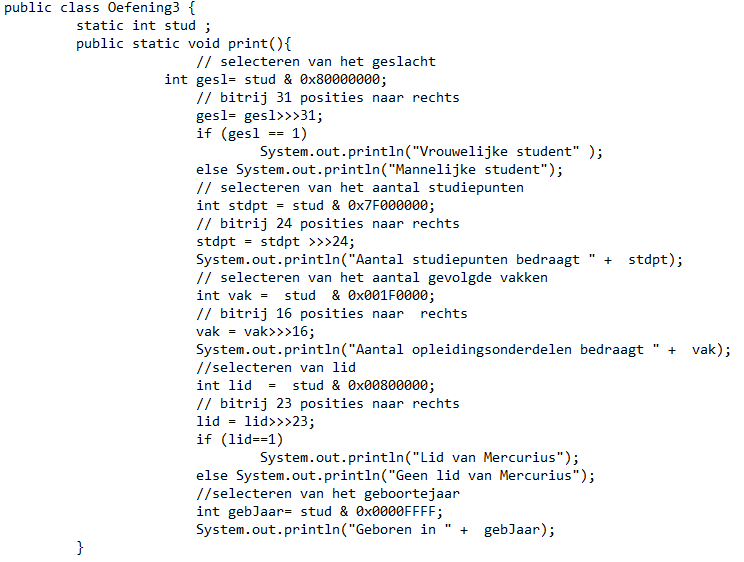 public class Oefening3 {
static int stud ;
public static void print(){
// selecteren van het geslacht
int gesl= stud & 0x80000000;
// bitrij 31 posities naar rechts
gesl= gesl>>>31;
if (gesl == 1)
System.out.println("Vrouwelijke student" );
else System.out.println("Mannelijke student");
// selecteren van het aantal studiepunten
int stdpt = stud & 0x7F000000;
// bitrij 24 posities naar rechts
stdpt = stdpt >>>24;
System.out.println("Aantal studiepunten bedraagt " +  stdpt);
// selecteren van het aantal gevolgde vakken
int vak =  stud  & 0x001F0000;
// bitrij 16 posities naar  rechts
vak = vak>>>16;
System.out.println("Aantal opleidingsonderdelen bedraagt " +  vak);
//selecteren van lid
int lid  =  stud & 0x00800000;
// bitrij 23 posities naar rechts
lid = lid>>>23;
if (lid==1)
System.out.println("Lid van Mercurius");
else System.out.println("Geen lid van Mercurius");
//selecteren van het geboortejaar
int gebJaar= stud & 0x0000FFFF;
System.out.println("Geboren in " +  gebJaar);
}